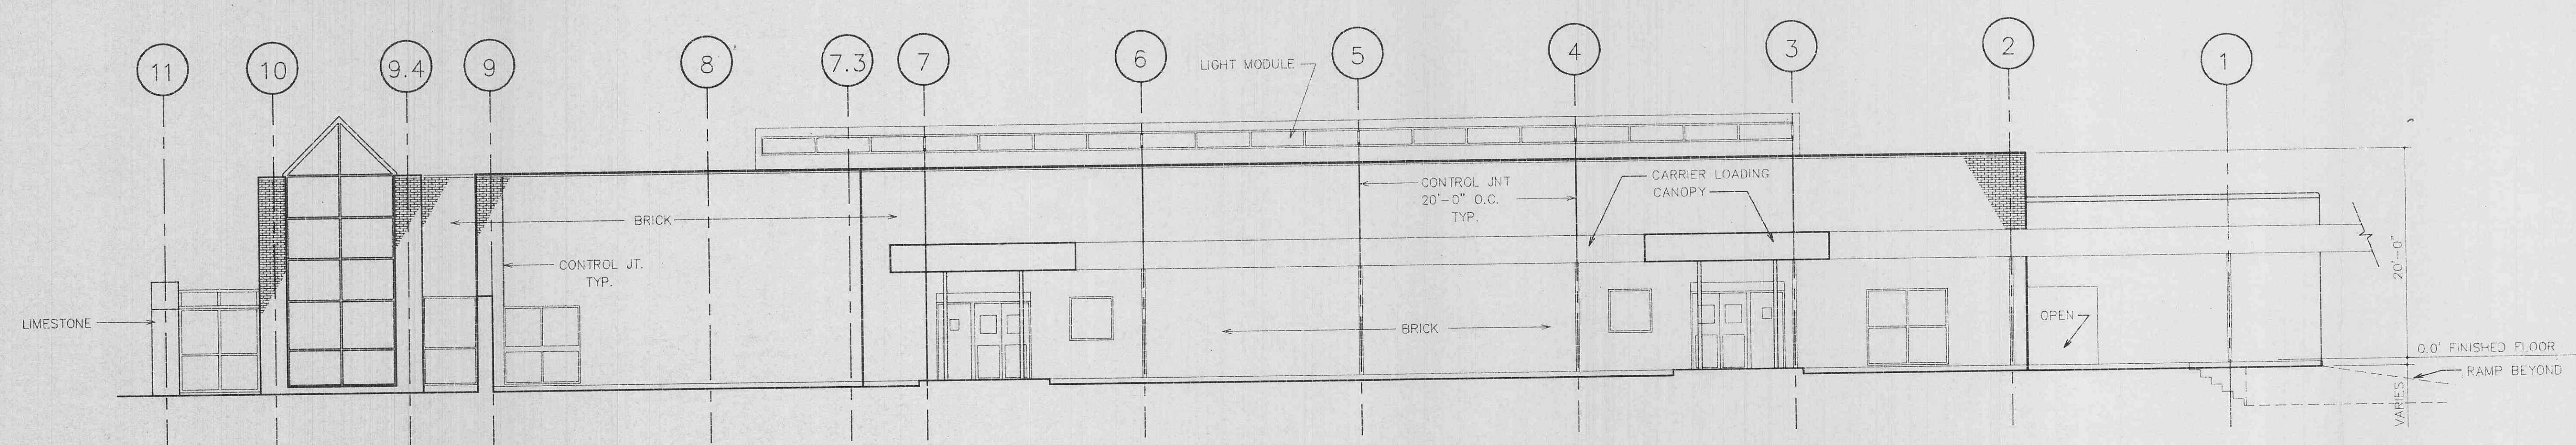 11
10
9.4
9
8
7.3
7
6
5
4
3
2
1
LIGHT MODULE
CONTROL JNT
20'-0" O.C.
TYP.
CARRIER LOADING
CANOPY
BRICK
CONTROL JT.
TYP.
LIMESTONE
BRICK
OPEN
20'-0"
0.0' FINISHED FLOOR
RAMP BEYOND
VARIES